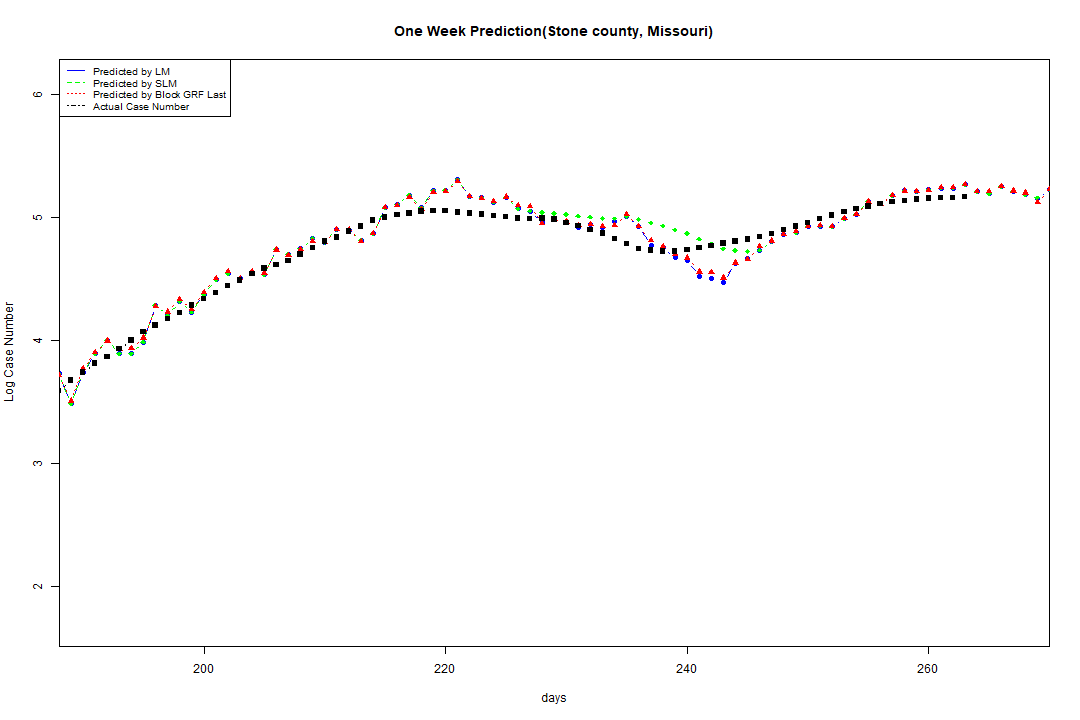 One Week Prediction(Stone county, Missouri)
Predicted by LM
Predicted by SLM
Predicted by Block GRF Last
Actual Case Number
6
5
4
3
2
Log Case Number
200
220
240
260
days